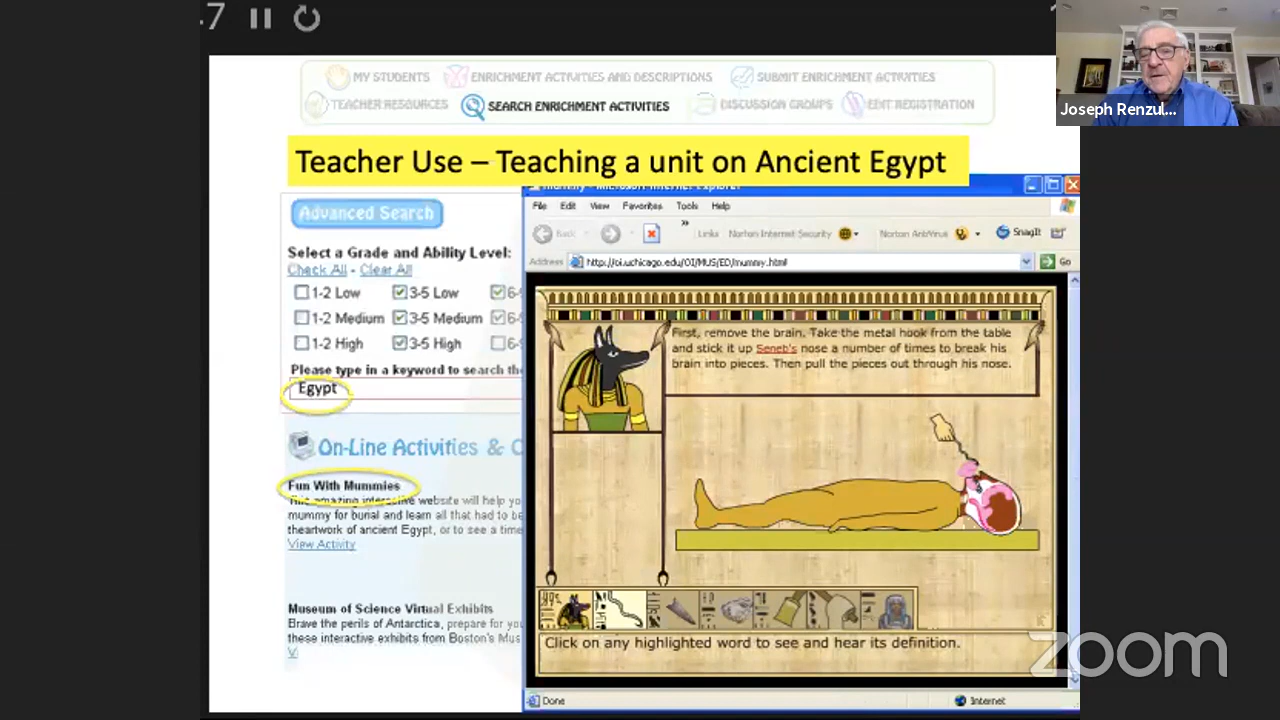 7
MY STUDENTS
ENRICHMENT ACTIVITIES AND DESCRIPTIONS
SUBMIT ENRICHMENT ACTIVITIES
TEACHER RESOURCES
SEARCH ENRICHMENT ACTIVITIES
DISCUSSION GROUPS
EDIT REGISTRATION
Joseph Renzul...
Teacher Use – Teaching a unit on Ancient Egypt
Advanced Search
Select a Grade and Ability Level:
Check All - Clear All
1-2 Low 3-5 Low 6-
1-2 Medium 3-5 Medium 6-
1-2 High 3-5 High 6-
Please type in a keyword to search the
Egypt
On-Line Activities &
Fun With Mummies
This amazing interactive website will help yo
mummy for burial and learn all that had to be
theartwork of ancient Egypt, or to see a time
View Activity
Museum of Science Virtual Exhibits
Brave the perils of Antarctica, prepare for yo
these interactive exhibits from Boston's Mus
V
File Edit View Favorites Tools Help
Back
Links Norton Internet Security
Norton AntiVirus
SnagIt
Address http://oi.uchicago.edu/OI/MUS/ED/mummy.html
Go
First, remove the brain. Take the metal hook from the table
and stick it up Seneb's nose a number of times to break his
brain into pieces. Then pull the pieces out through his nose.
Click on any highlighted word to see and hear its definition.
Done
Internet
zoom